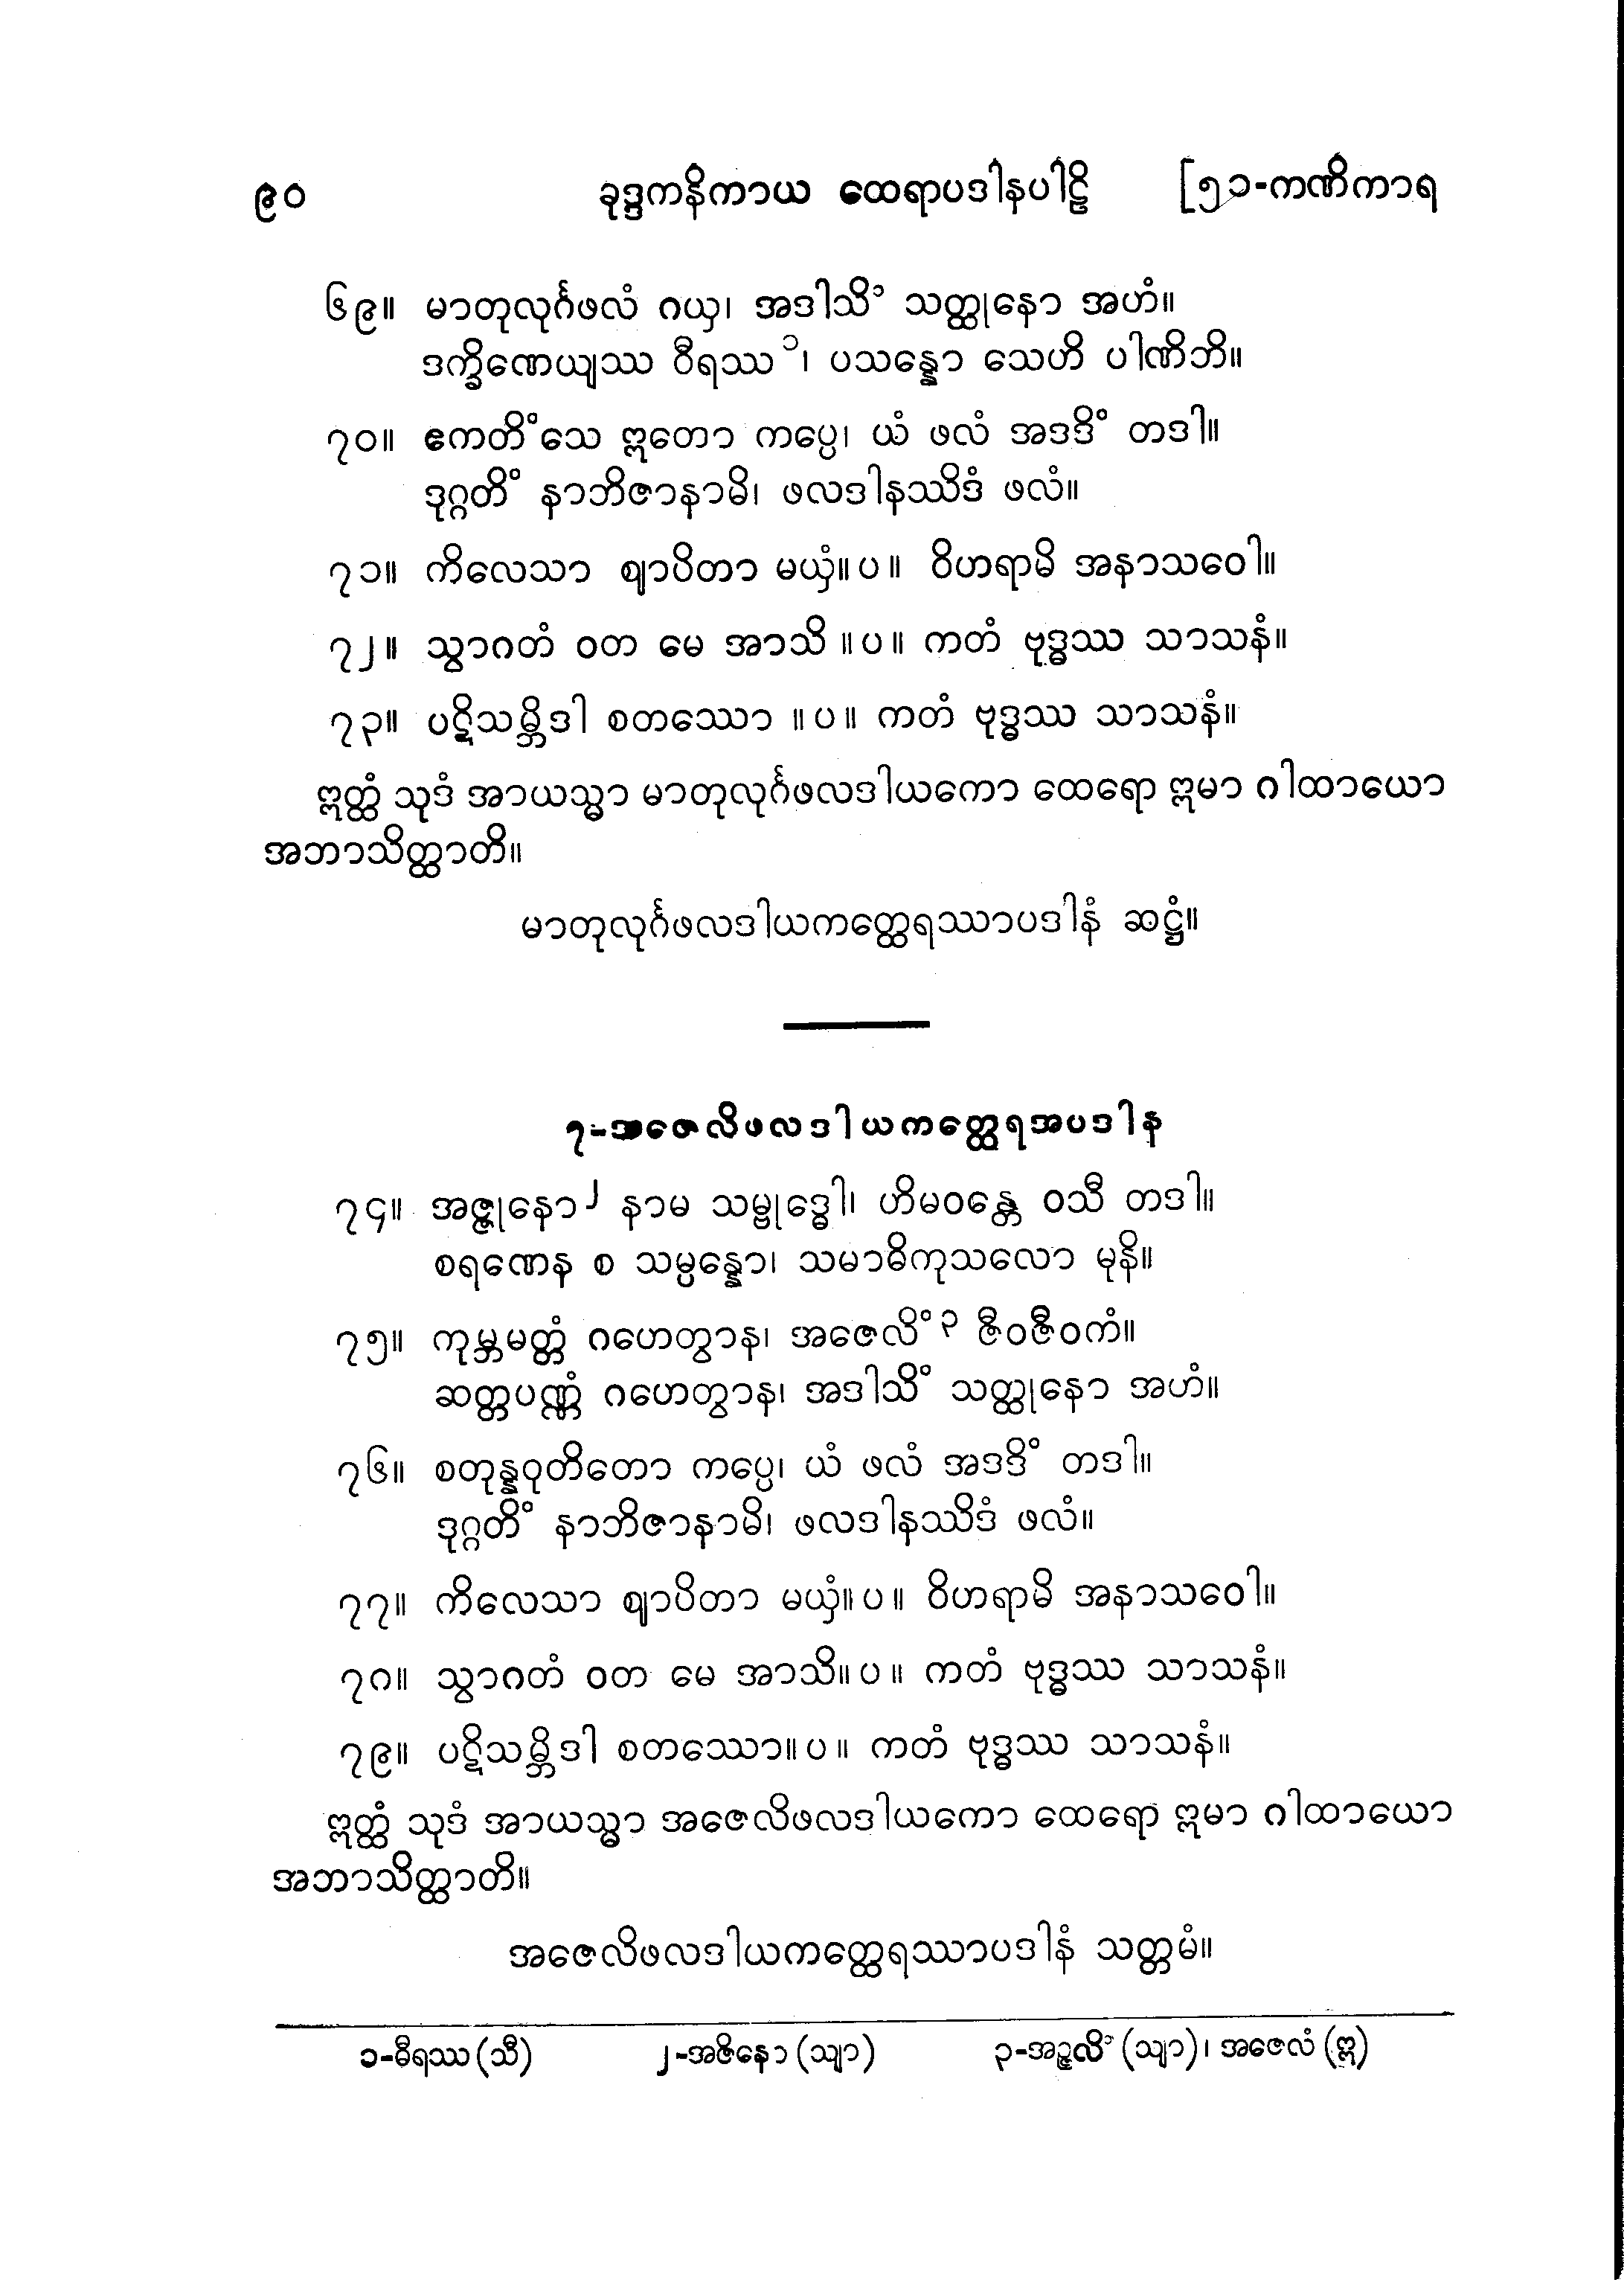 ၉၀ ခုဒ္ဒကနိကာယ ထေရာပဒါနပါဠိ [၅၁-ကဏိကာရ
၆၉။ မာတုလုင်္ဂဖလံ ဂယှ၊ အဒါသိံ သတ္ထုနော အဟံ။
ဒက္ခိဏေယျဿ ဝီရဿ ၁၊ ပသန္နော သေဟိ ပါဏိဘိ။
၇၀။ ဧကတိံသေ ဣတော ကပ္ပေ၊ ယံ ဖလံ အဒဒိံ တဒါ။
ဒုဂ္ဂတိံ နာဘိဇာနာမိ၊ ဖလဒါနဿိဒံ ဖလံ။
၇၁။ ကိလေသာ ဈာပိတာ မယှံ။ပ။ ဝိဟရာမိ အနာသဝေါ။
၇၂။ သွာဂတံ ဝတ မေ အာသိ ။ပ။ ကတံ ဗုဒ္ဓဿ သာသနံ။
၇၃။ ပဋိသမ္ဘိဒါ စတဿော ။ပ။ ကတံ ဗုဒ္ဓဿ သာသနံ။
ဣတ္ထံ သုဒံ အာယသ္မာ မာတုလုင်္ဂဖလဒါယကော ထေရော ဣမာ ဂါထာယော
အဘာသိတ္ထာတိ။
မာတုလုင်္ဂဖလဒါယကတ္ထေရဿာပဒါနံ ဆဋ္ဌံ။
၇-အဇေလိဖလဒါယကတ္ထေရအပဒါန
၇၄။ အဇ္ဇုနော၂ နာမ သမ္ဗုဒ္ဓေါ၊ ဟိမဝန္တေ ဝသီ တဒါ။
စရဏေန စ သမ္ပန္နော၊ သမာဓိကုသလော မုနိ။
၇၅။ ကုမ္ဘမတ္တံ ဂဟေတွာန၊ အဇေလိံ ၃ ဇီဝဇီဝကံ။
ဆတ္တပဏ္ဏံ ဂဟေတွာန၊ အဒါသိံ သတ္ထုနော အဟံ။
၇၆။ စတုန္နဝုတိတော ကပ္ပေ၊ ယံ ဖလံ အဒဒိံ တဒါ။
ဒုဂ္ဂတိံ နာဘိဇာနာမိ၊ ဖလဒါနဿိဒံ ဖလံ။
၇၇။ ကိလေသာ ဈာပိတာ မယှံ။ပ။ ဝိဟရာမိ အနာသဝေါ။
၇၈။ သွာဂတံ ဝတ မေ အာသိ။ပ။ ကတံ ဗုဒ္ဓဿ သာသနံ။
၇၉။ ပဋိသမ္ဘိဒါ စတဿော။ပ။ ကတံ ဗုဒ္ဓဿ သာသနံ။
ဣတ္ထံ သုဒံ အာယသ္မာ အဇေလိဖလဒါယကော ထေရော ဣမာ ဂါထာယော
အဘာသိတ္ထာတိ။
အဇေလိဖလဒါယကတ္ထေရဿာပဒါနံ သတ္တမံ။
၁-ဓီရဿ (သီ) ၂-အဇိနော (သျာ) ၃-အဉ္ဇလိံ (သျာ)၊ အဇေလံ (ဣ)